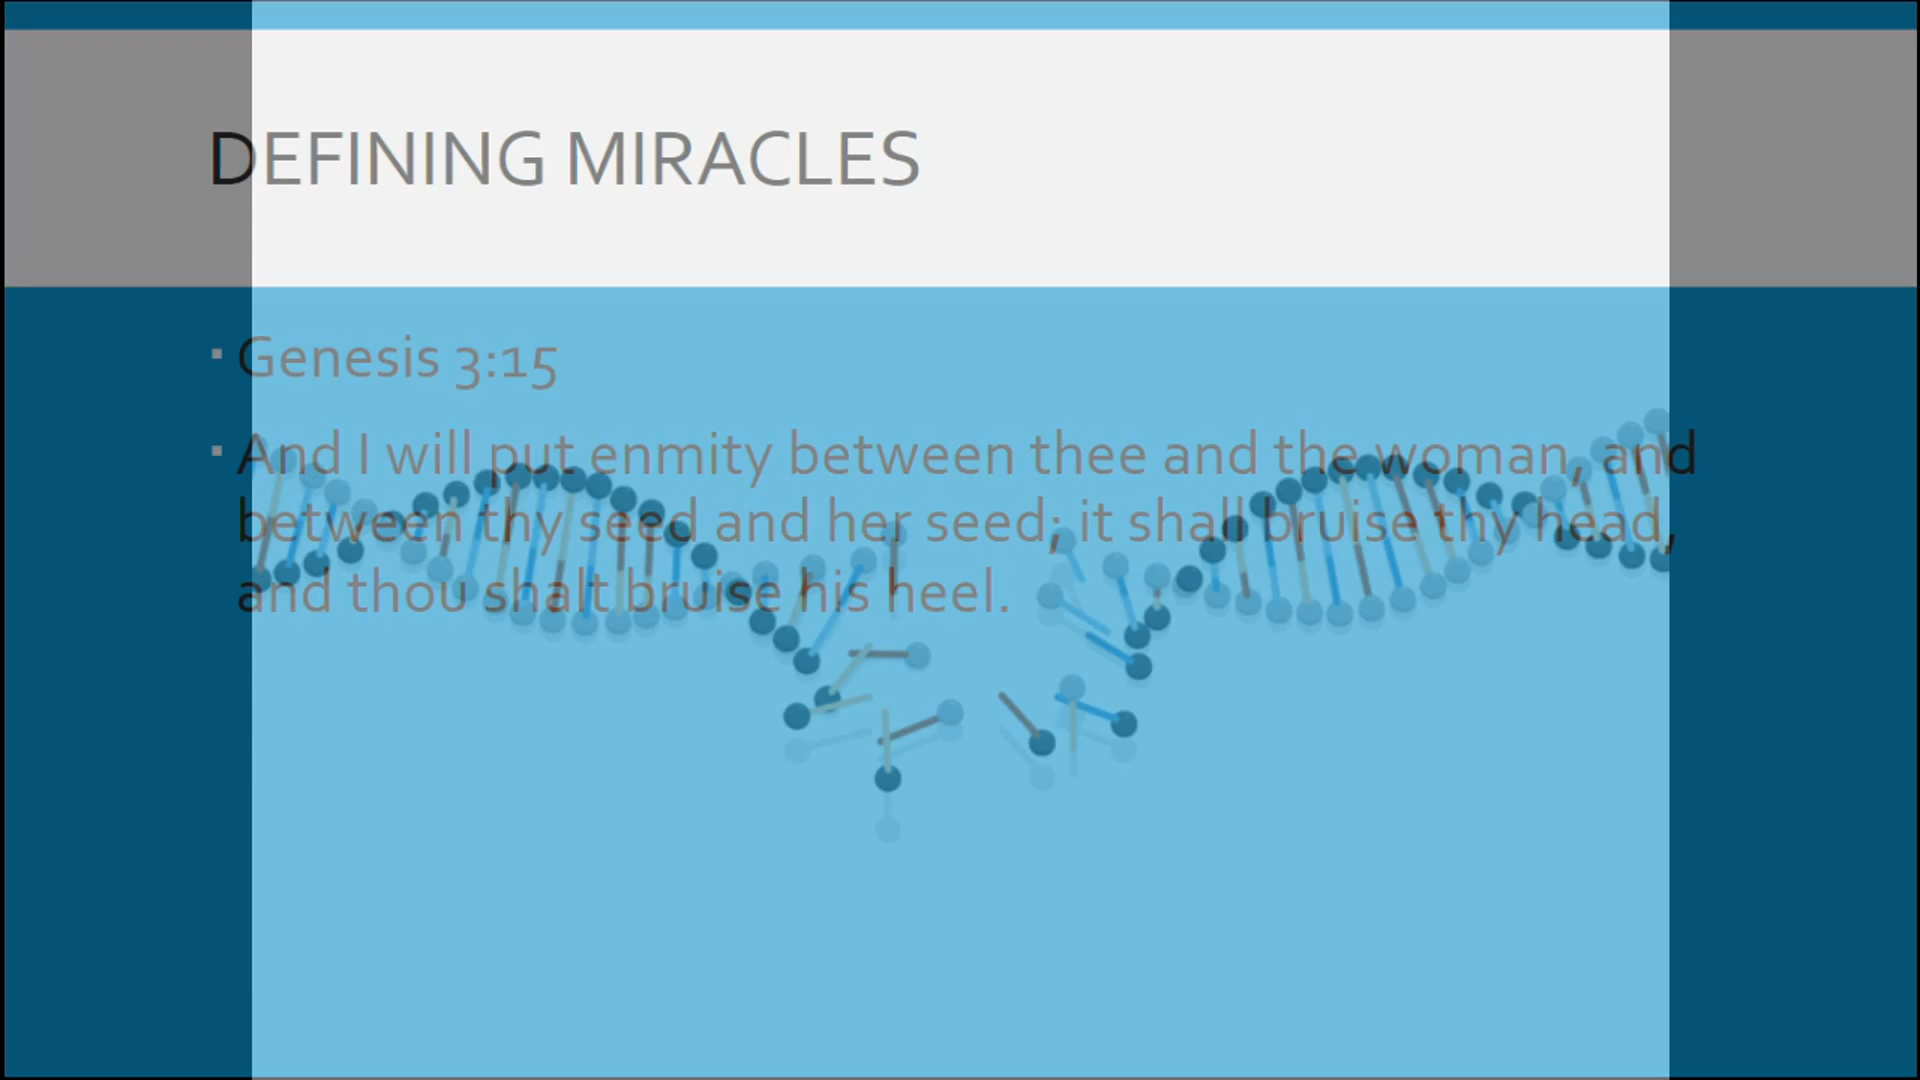 DEFINING MIRACLES
▪ Genesis 3:15
▪ And I will put enmity between thee and the woman, and
between thy seed and her seed; it shall bruise thy head,
and thou shalt bruise his heel.